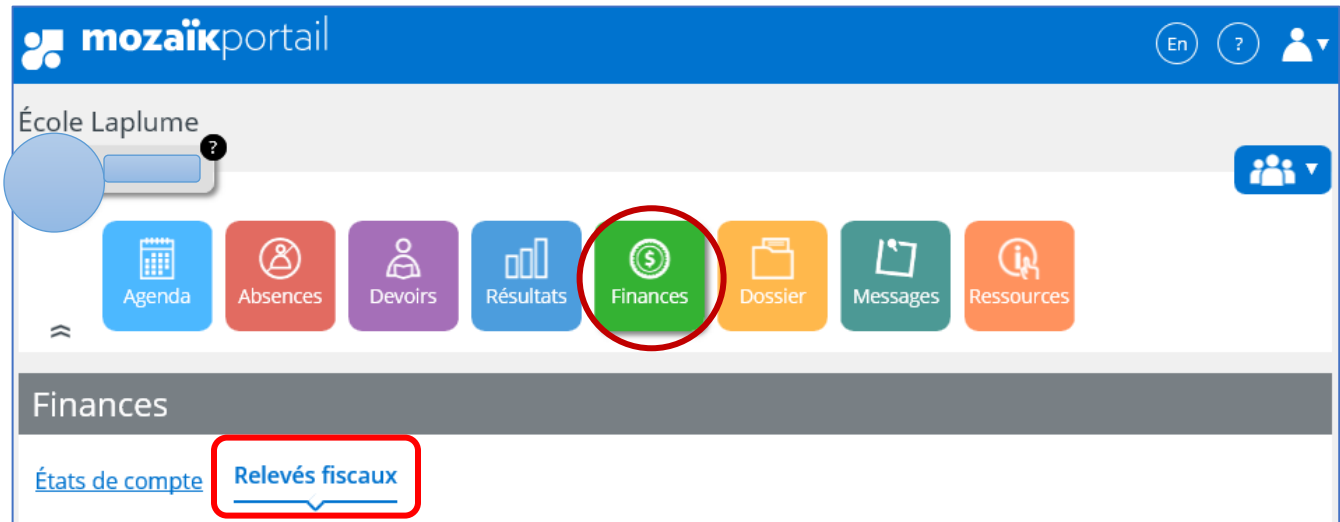 mozaïkportail
En ?
École Laplume
?
Agenda Absences Devoirs Résultats Finances Dossier Messages Ressources
Finances
États de compte Relevés fiscaux